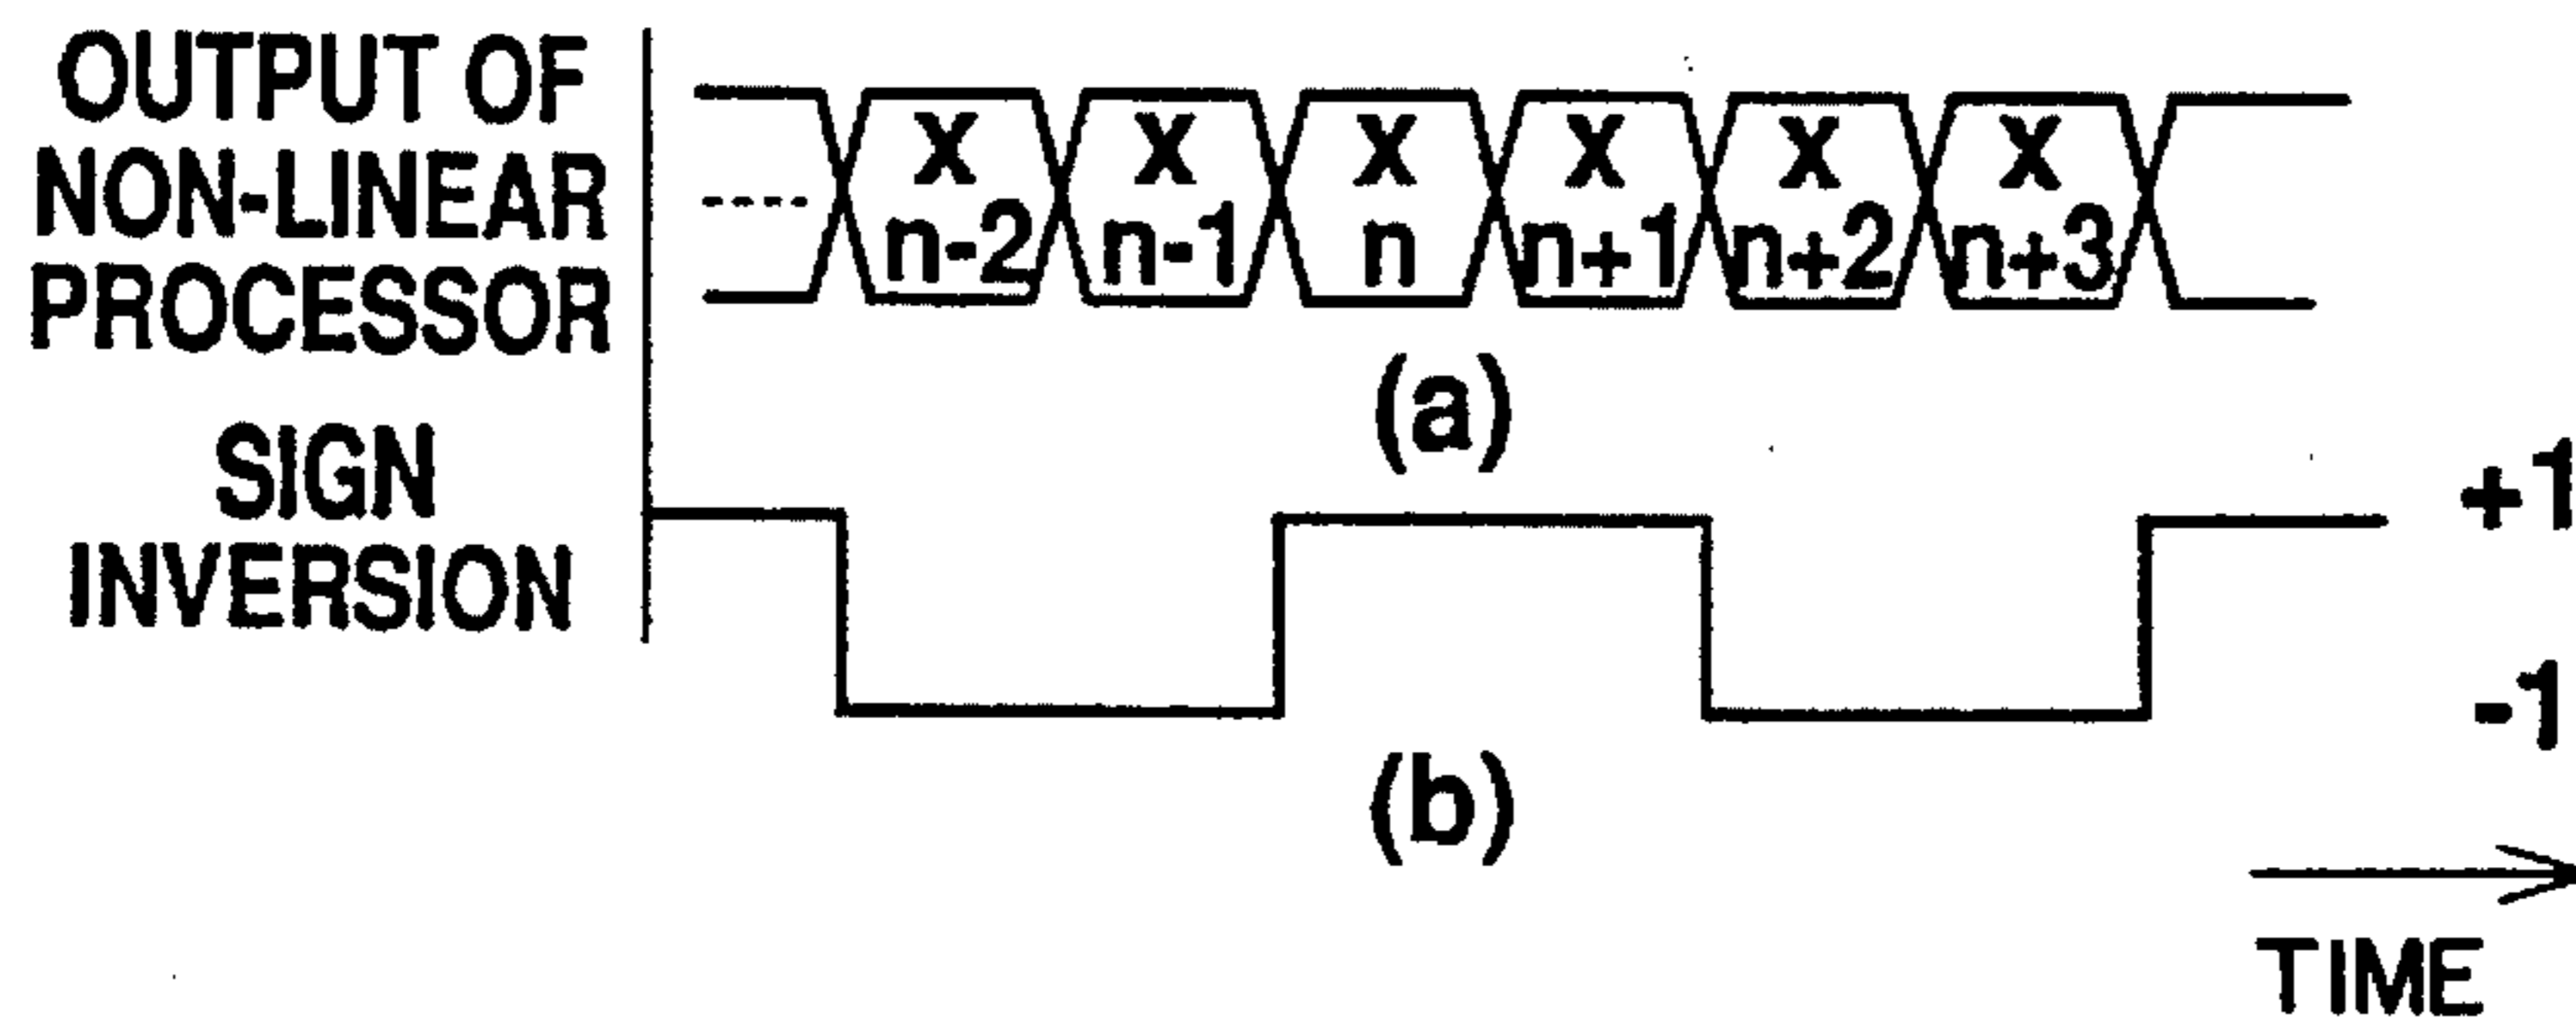 OUTPUT OF
NON-LINEAR
PROCESSOR
x x x x x x
n-2 n-1 n n+1 n+2 n+3
(a)
SIGN
INVERSION
+1
-1
(b)
TIME